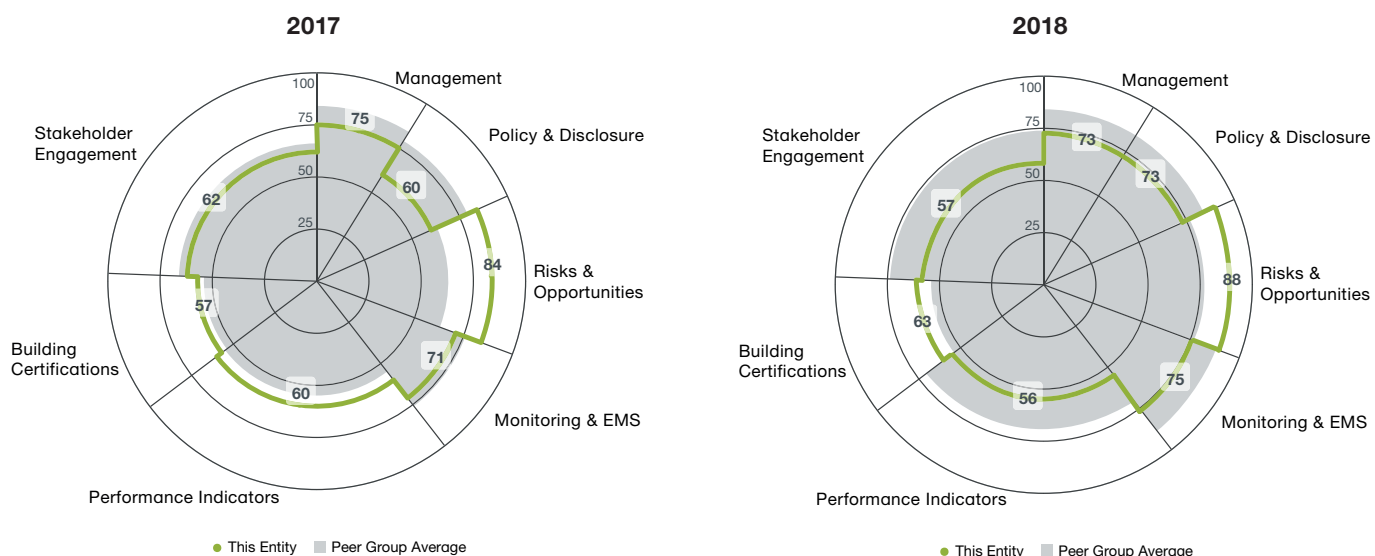 2017
100
75
50
25
Management
75
Policy & Disclosure
60
Risks &
Opportunities
84
Monitoring & EMS
71
Performance Indicators
60
Building
Certifications
57
Stakeholder
Engagement
62
This Entity
Peer Group Average
2018
100
75
50
25
Management
73
Policy & Disclosure
73
Risks &
Opportunities
88
Monitoring & EMS
75
Performance Indicators
56
Building
Certifications
63
Stakeholder
Engagement
57
This Entity
Peer Group Average